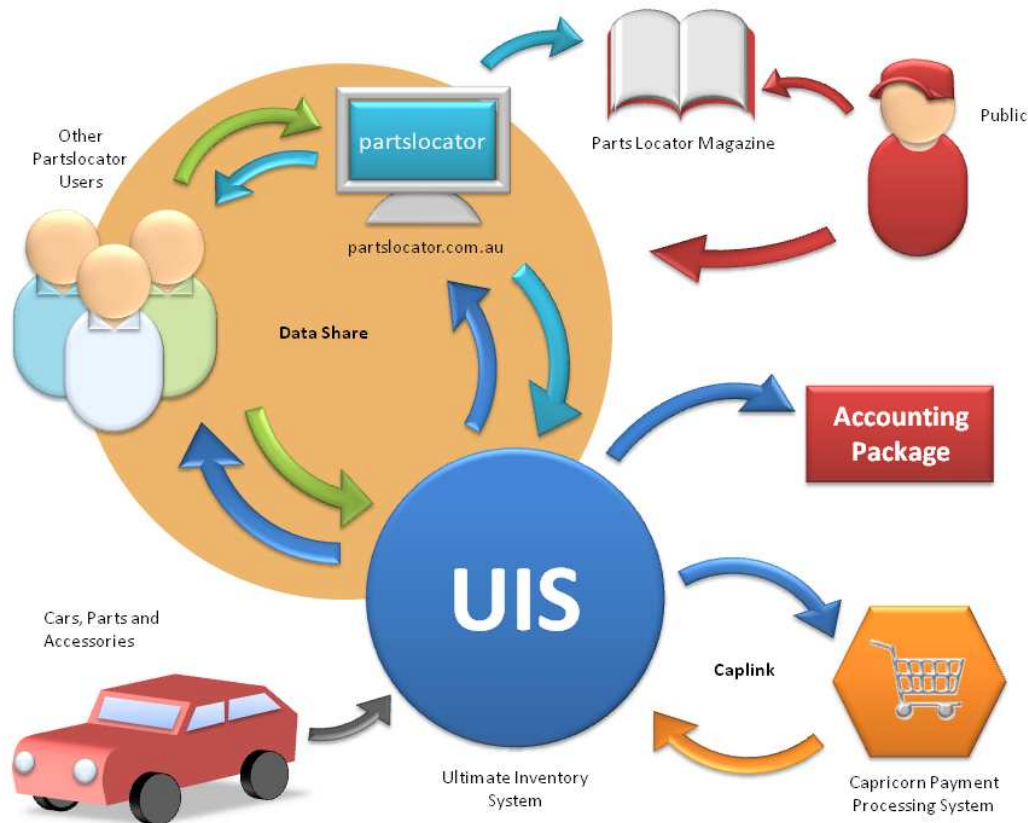 Other
Partslocator
Users
partslocator
partslocator.com.au
Parts Locator Magazine
Public
Data Share
Accounting
Package
UIS
Cars, Parts and
Accessories
Caplink
Ultimate Inventory
System
Capricorn Payment
Processing System